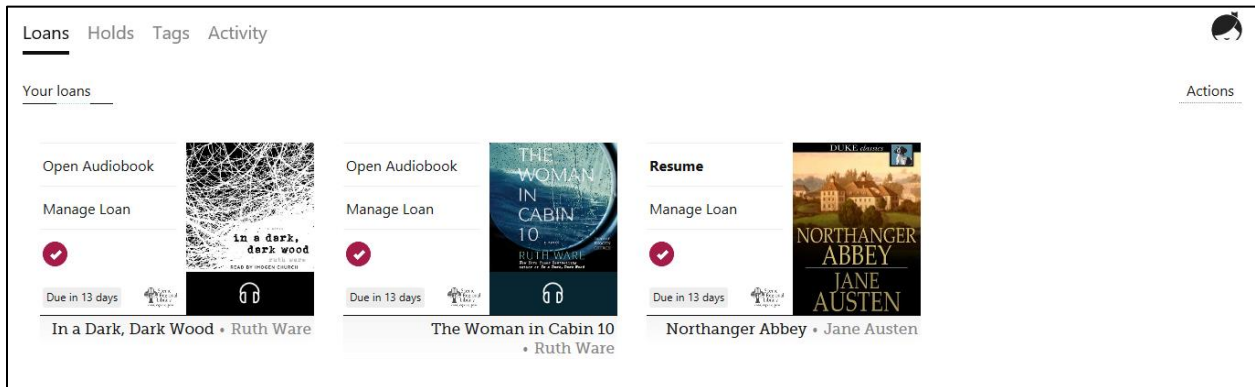 Loans Holds Tags Activity
Your loans
Actions
Open Audiobook
Manage Loan
Due in 13 days
in a dark,
dark wood
ruth ware
READ BY IMOGEN CHURCH
In a Dark, Dark Wood • Ruth Ware
Open Audiobook
Manage Loan
Due in 13 days
THE
WOMAN
IN
CABIN
10
RUTH WARE
The Woman in Cabin 10
• Ruth Ware
Resume
Manage Loan
Due in 13 days
DUKE classics
NORTHANGER
ABBEY
JANE
AUSTEN
Northanger Abbey • Jane Austen